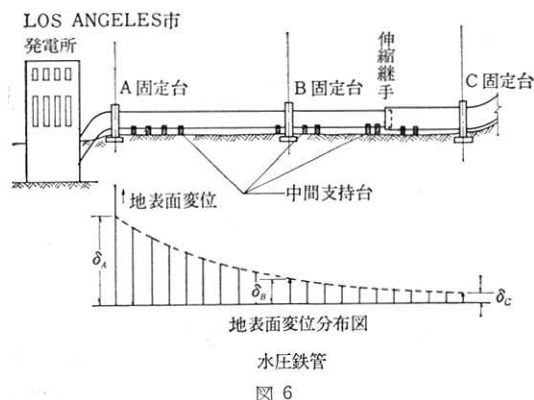 LOS ANGELES市
発電所
A固定台
B固定台
伸縮継手
C固定台
中間支持台
地表面変位
δA
δB
δC
地表面変位分布図
水圧鉄管
図 6